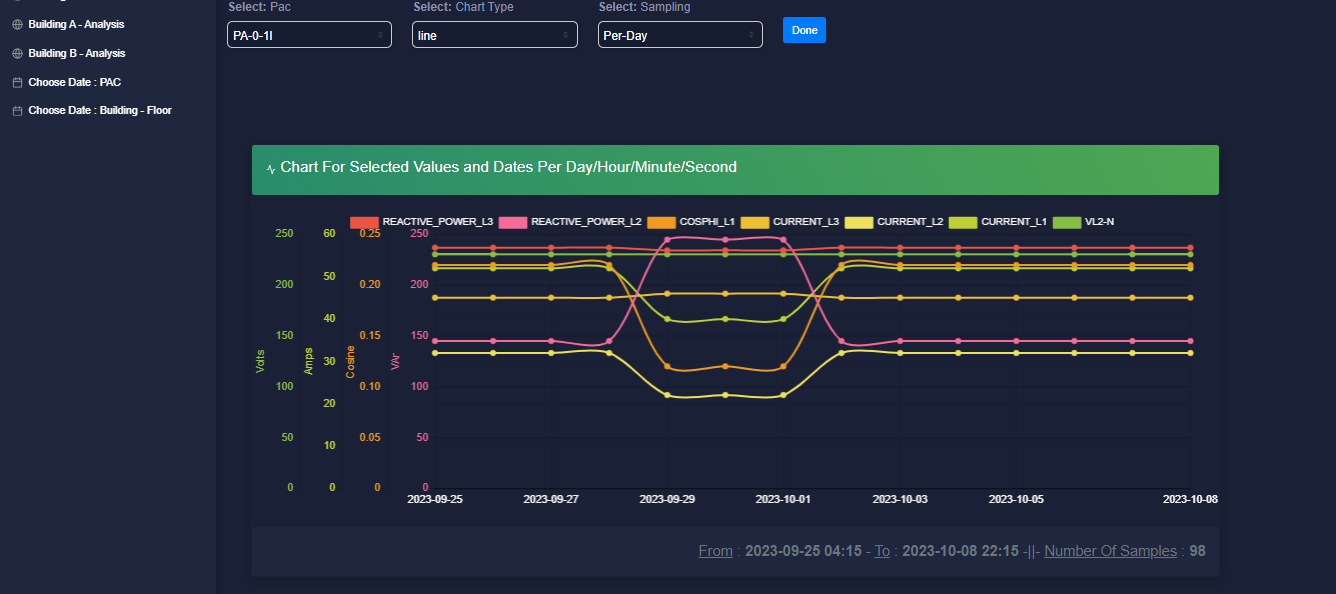 Select: Pac
Select: Chart Type
Select: Sampling
Building A - Analysis
PA-0-1I
line
Per-Day
Done
Building B - Analysis
Choose Date : PAC
Choose Date : Building - Floor
Chart For Selected Values and Dates Per Day/Hour/Minute/Second
REACTIVE_POWER_L3 REACTIVE_POWER_L2 COSPHI_L1 CURRENT_L3 CURRENT_L2 CURRENT_L1 VL2-N
250 60 0.25 250
50
200 0.20 200
40
150 0.15 150
Volts Amps Cosine VAr
30
100 0.10 100
20
50 0.05 50
10
0 0 0 0
2023-09-25 2023-09-27 2023-09-29 2023-10-01 2023-10-03 2023-10-05 2023-10-08
From : 2023-09-25 04:15 - To : 2023-10-08 22:15 -||- Number Of Samples : 98